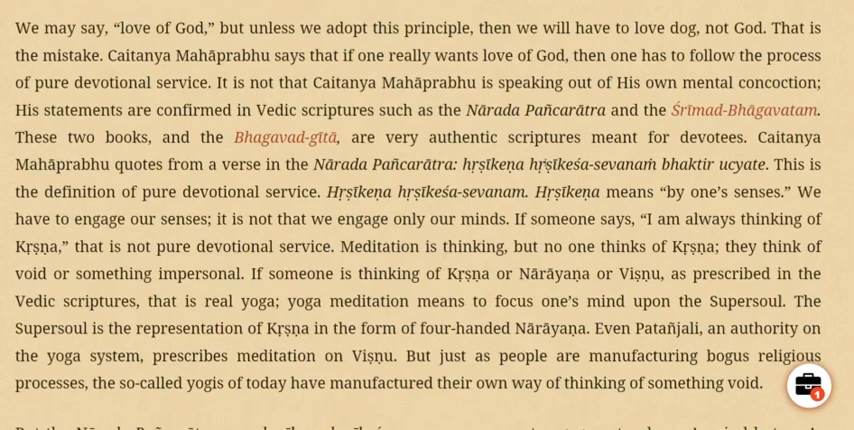 We may say, “love of God,” but unless we adopt this principle, then we will have to love dog, not God. That is
the mistake. Caitanya Mahāprabhu says that if one really wants love of God, then one has to follow the process
of pure devotional service. It is not that Caitanya Mahāprabhu is speaking out of His own mental concoction;
His statements are confirmed in Vedic scriptures such as the Nārada Pañcarātra and the Śrīmad-Bhāgavatam.
These two books, and the Bhagavad-gītā, are very authentic scriptures meant for devotees. Caitanya
Mahāprabhu quotes from a verse in the Nārada Pañcarātra: hṛṣīkeṇa hṛṣīkeśa-sevanaṁ bhaktir ucyate. This is
the definition of pure devotional service. Hṛṣīkeṇa hṛṣīkeśa-sevanam. Hṛṣīkeṇa means “by one’s senses.” We
have to engage our senses; it is not that we engage only our minds. If someone says, “I am always thinking of
Kṛṣṇa,” that is not pure devotional service. Meditation is thinking, but no one thinks of Kṛṣṇa; they think of
void or something impersonal. If someone is thinking of Kṛṣṇa or Nārāyaṇa or Viṣṇu, as prescribed in the
Vedic scriptures, that is real yoga; yoga meditation means to focus one’s mind upon the Supersoul. The
Supersoul is the representation of Kṛṣṇa in the form of four-handed Nārāyaṇa. Even Patañjali, an authority on
the yoga system, prescribes meditation on Viṣṇu. But just as people are manufacturing bogus religious
processes, the so-called yogis of today have manufactured their own way of thinking of something void.
1